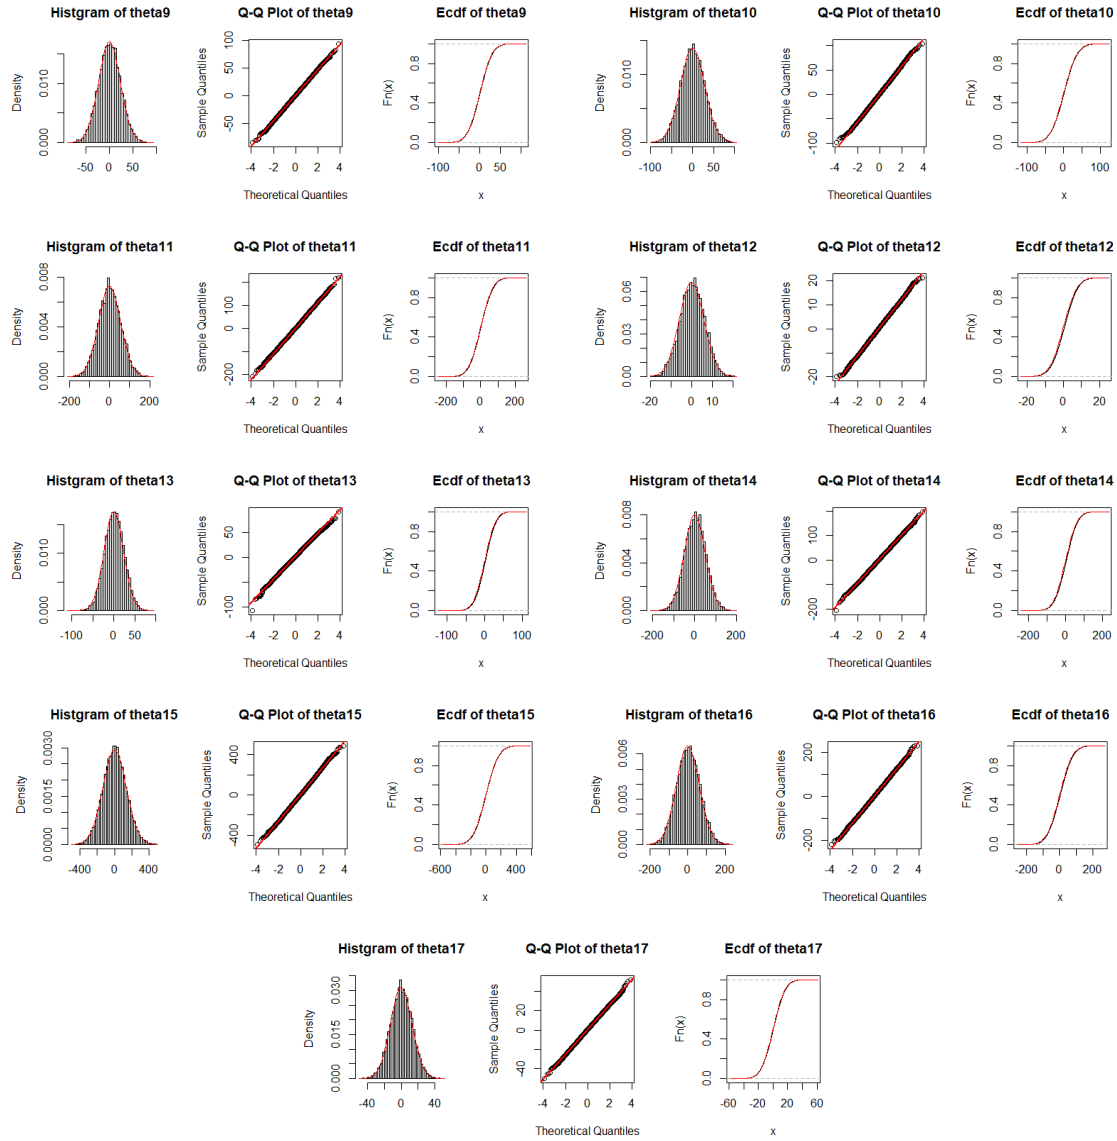 Histgram of theta9
Density
0.000 0.010
-50 0 50
Q-Q Plot of theta9
Sample Quantiles
-50 0 50 100
-4 -2 0 2 4
Theoretical Quantiles
Ecdf of theta9
Fn(x)
0.0 0.4 0.8
-100 0 50
x
Histgram of theta10
Density
0.000 0.010
-100 0 50
Q-Q Plot of theta10
Sample Quantiles
-100 0 50
-4 -2 0 2 4
Theoretical Quantiles
Ecdf of theta10
Fn(x)
0.0 0.4 0.8
-100 0 100
x
Histgram of theta11
Density
0.000 0.004 0.008
-200 0 200
Q-Q Plot of theta11
Sample Quantiles
-200 0 100
-4 -2 0 2 4
Theoretical Quantiles
Ecdf of theta11
Fn(x)
0.0 0.4 0.8
-200 0 200
x
Histgram of theta12
Density
0.00 0.03 0.06
-20 0 10
Q-Q Plot of theta12
Sample Quantiles
-20 0 10 20
-4 -2 0 2 4
Theoretical Quantiles
Ecdf of theta12
Fn(x)
0.0 0.4 0.8
-20 0 20
x
Histgram of theta13
Density
0.000 0.010
-100 0 50
Q-Q Plot of theta13
Sample Quantiles
-100 0 50
-4 -2 0 2 4
Theoretical Quantiles
Ecdf of theta13
Fn(x)
0.0 0.4 0.8
-100 0 100
x
Histgram of theta14
Density
0.000 0.004 0.008
-200 0 200
Q-Q Plot of theta14
Sample Quantiles
-200 0 100
-4 -2 0 2 4
Theoretical Quantiles
Ecdf of theta14
Fn(x)
0.0 0.4 0.8
-200 0 200
x
Histgram of theta15
Density
0.0000 0.0015 0.0030
-400 0 400
Q-Q Plot of theta15
Sample Quantiles
-400 0 200 400
-4 -2 0 2 4
Theoretical Quantiles
Ecdf of theta15
Fn(x)
0.0 0.4 0.8
-600 0 400
x
Histgram of theta16
Density
0.000 0.003 0.006
-200 0 200
Q-Q Plot of theta16
Sample Quantiles
-200 0 100 200
-4 -2 0 2 4
Theoretical Quantiles
Ecdf of theta16
Fn(x)
0.0 0.4 0.8
-200 0 200
x
Histgram of theta17
Density
0.000 0.015 0.030
-40 0 40
Q-Q Plot of theta17
Sample Quantiles
-40 0 20
-4 -2 0 2 4
Theoretical Quantiles
Ecdf of theta17
Fn(x)
0.0 0.4 0.8
-60 -20 20 60
x